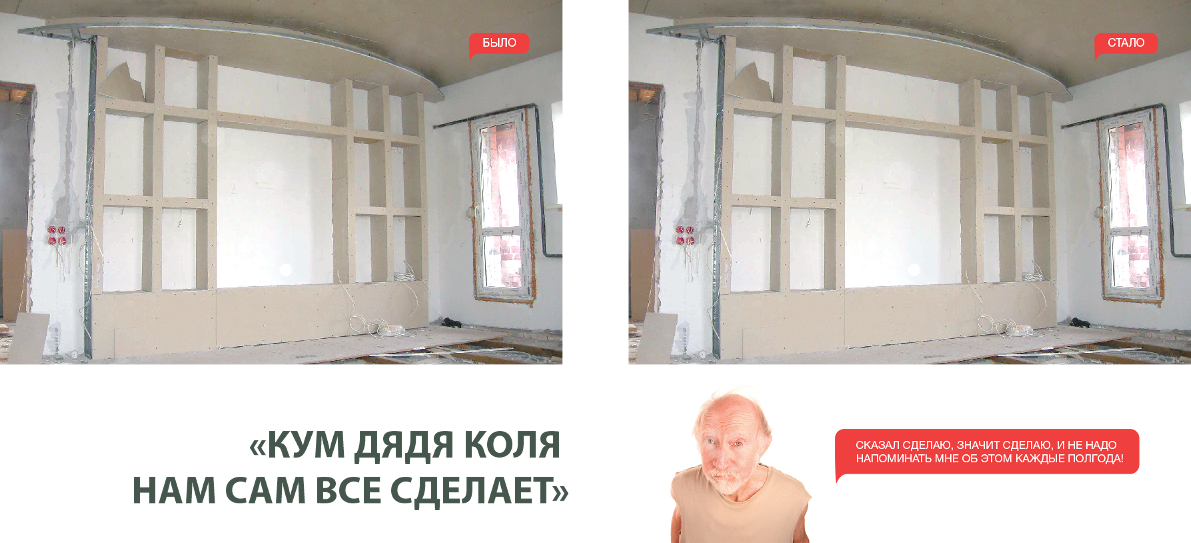 БЫЛО
СТАЛО
«КУМ ДЯДЯ КОЛЯ
НАМ САМ ВСЕ СДЕЛАЕТ»
СКАЗАЛ СДЕЛАЮ, ЗНАЧИТ СДЕЛАЮ, И НЕ НАДО
НАПОМИНАТЬ МНЕ ОБ ЭТОМ КАЖДЫЕ ПОЛГОДА!